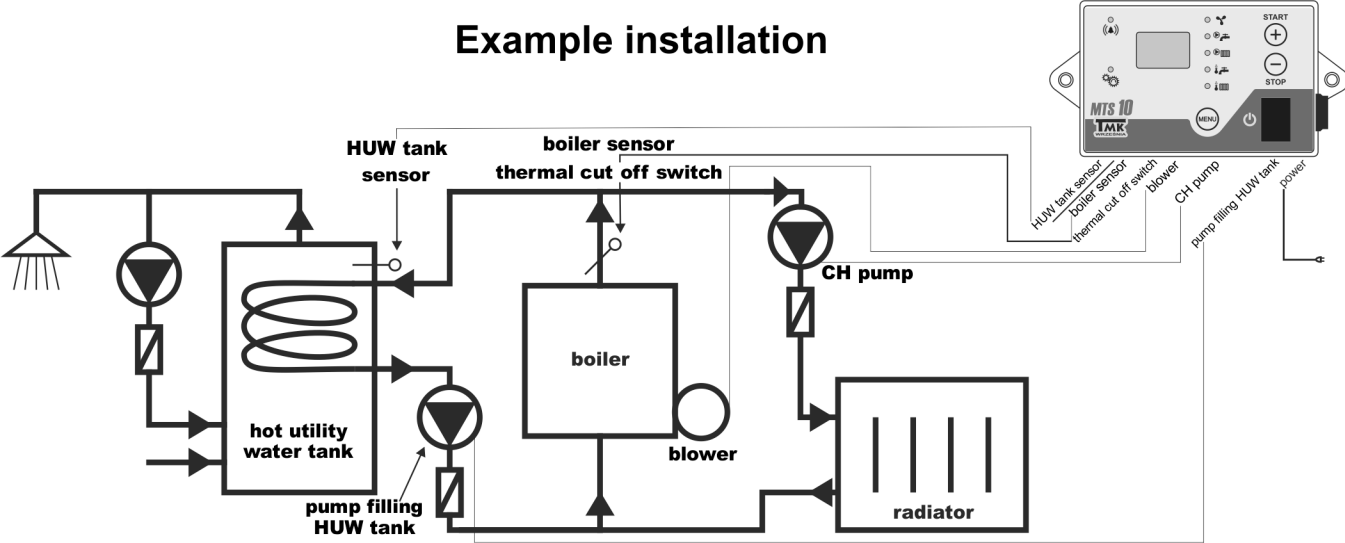 Example installation
START
STOP
MENU
MTS 10
TMK
WRZEŚNIA
HUW tank
sensor
boiler sensor
thermal cut off switch
HUW tank sensor
boiler sensor
thermal cut off switch
blower
CH pump
pump filling HUW tank
power
CH pump
boiler
blower
hot utility
water tank
pump filling
HUW tank
radiator